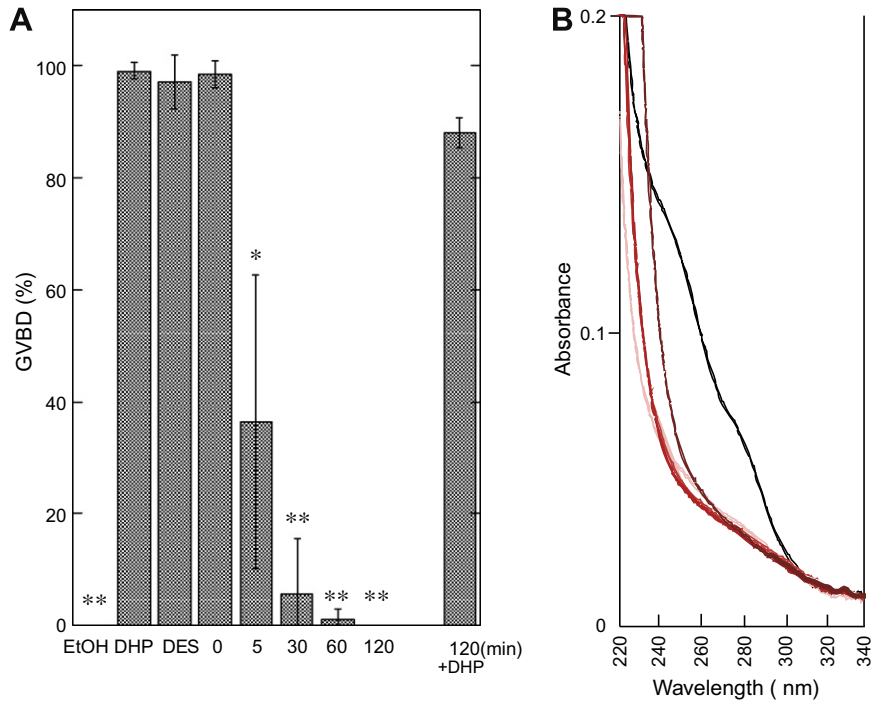 A
GVBD (%)
100
80
60
40
20
0
**
*
**
**
**
EtOH DHP DES 0 5 30 60 120 120(min)
+DHP
B
Absorbance
0.2
0.1
0
220 240 260 280 300 320 340
Wavelength ( nm)